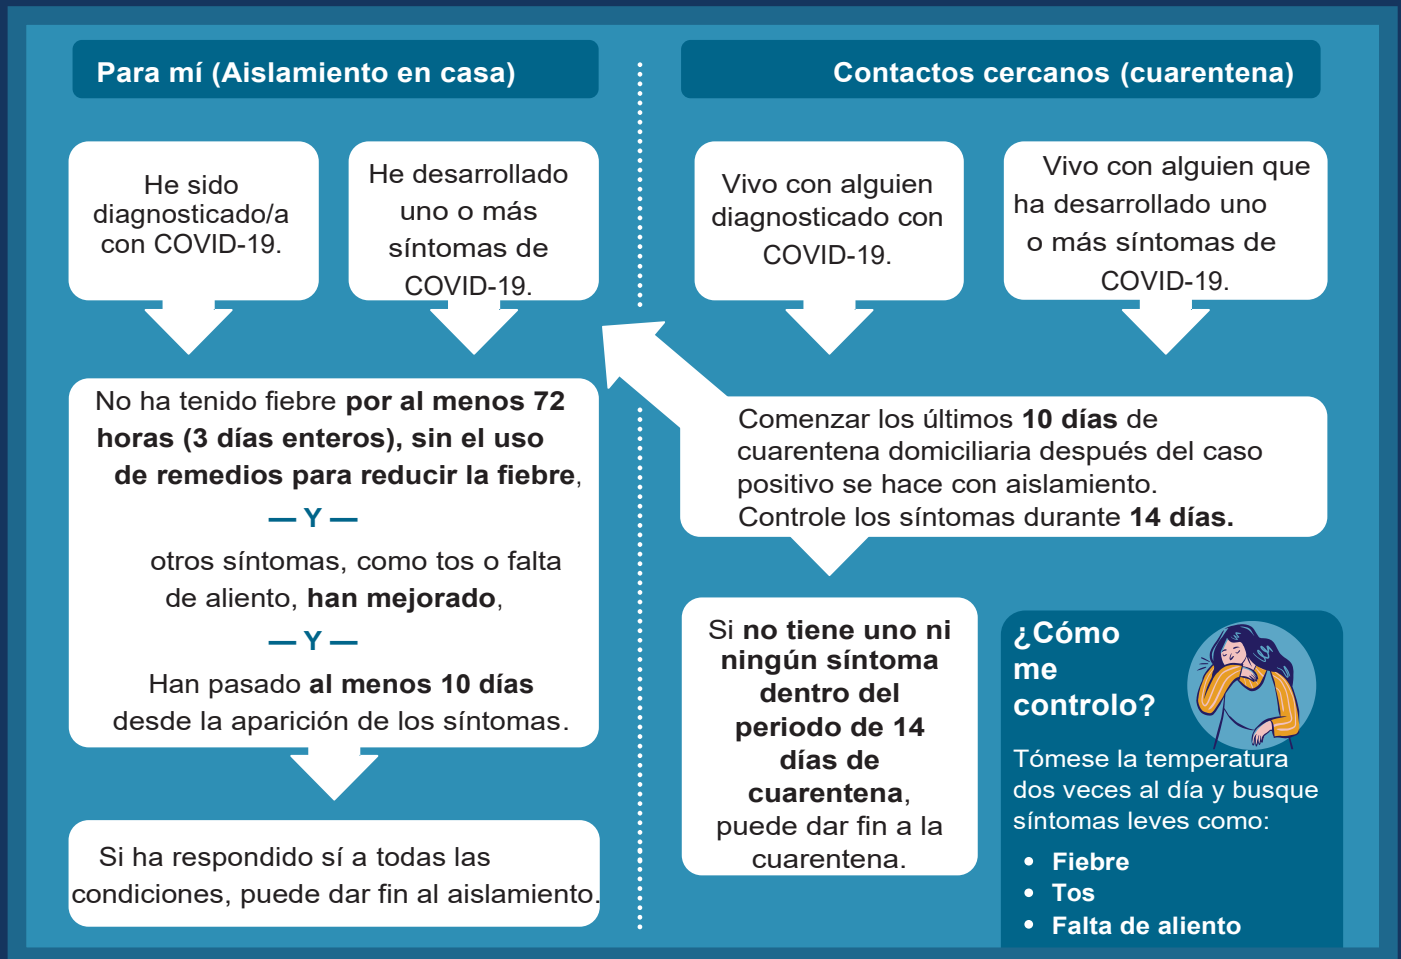 Para mí (Aislamiento en casa)
He sido
diagnosticado/a
con COVID-19.
He desarrollado
uno o más
síntomas de
COVID-19.
No ha tenido fiebre por al menos 72
horas (3 días enteros), sin el uso
de remedios para reducir la fiebre,
— Y —
otros síntomas, como tos o falta
de aliento, han mejorado,
— Y —
Han pasado al menos 10 días
desde la aparición de los síntomas.
Si ha respondido sí a todas las
condiciones, puede dar fin al aislamiento.
Contactos cercanos (cuarentena)
Vivo con alguien
diagnosticado con
COVID-19.
Vivo con alguien que
ha desarrollado uno
o más síntomas de
COVID-19.
Comenzar los últimos 10 días de
cuarentena domiciliaria después del caso
positivo se hace con aislamiento.
Controle los síntomas durante 14 días.
Si no tiene uno ni
ningún síntoma
dentro del
periodo de 14
días de
cuarentena,
puede dar fin a la
cuarentena.
¿Cómo
me
controlo?
Tómese la temperatura
dos veces al día y busque
síntomas leves como:
• Fiebre
• Tos
• Falta de aliento